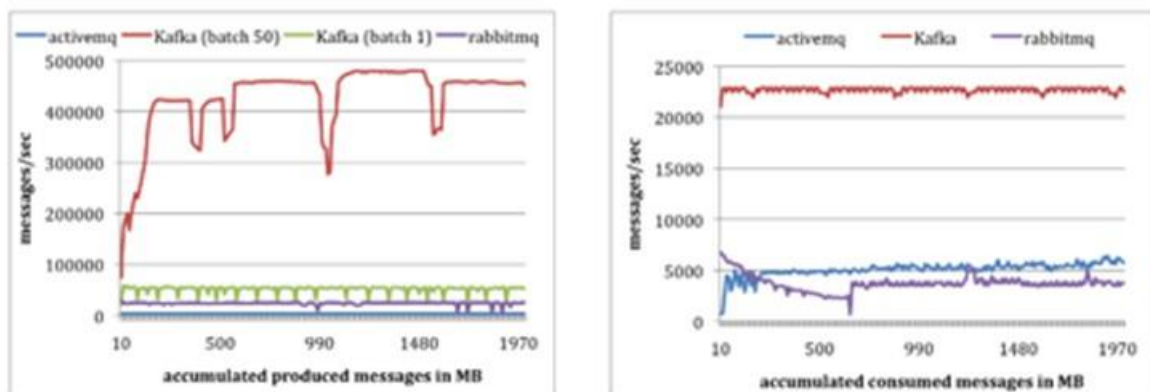 activemq Kafka (batch 50) Kafka (batch 1) rabbitmq
500000
400000
300000
200000
100000
0
messages/sec
10 500 990 1480 1970
accumulated produced messages in MB
activemq Kafka rabbitmq
25000
20000
15000
10000
5000
0
messages/sec
10 500 990 1480 1970
accumulated consumed messages in MB